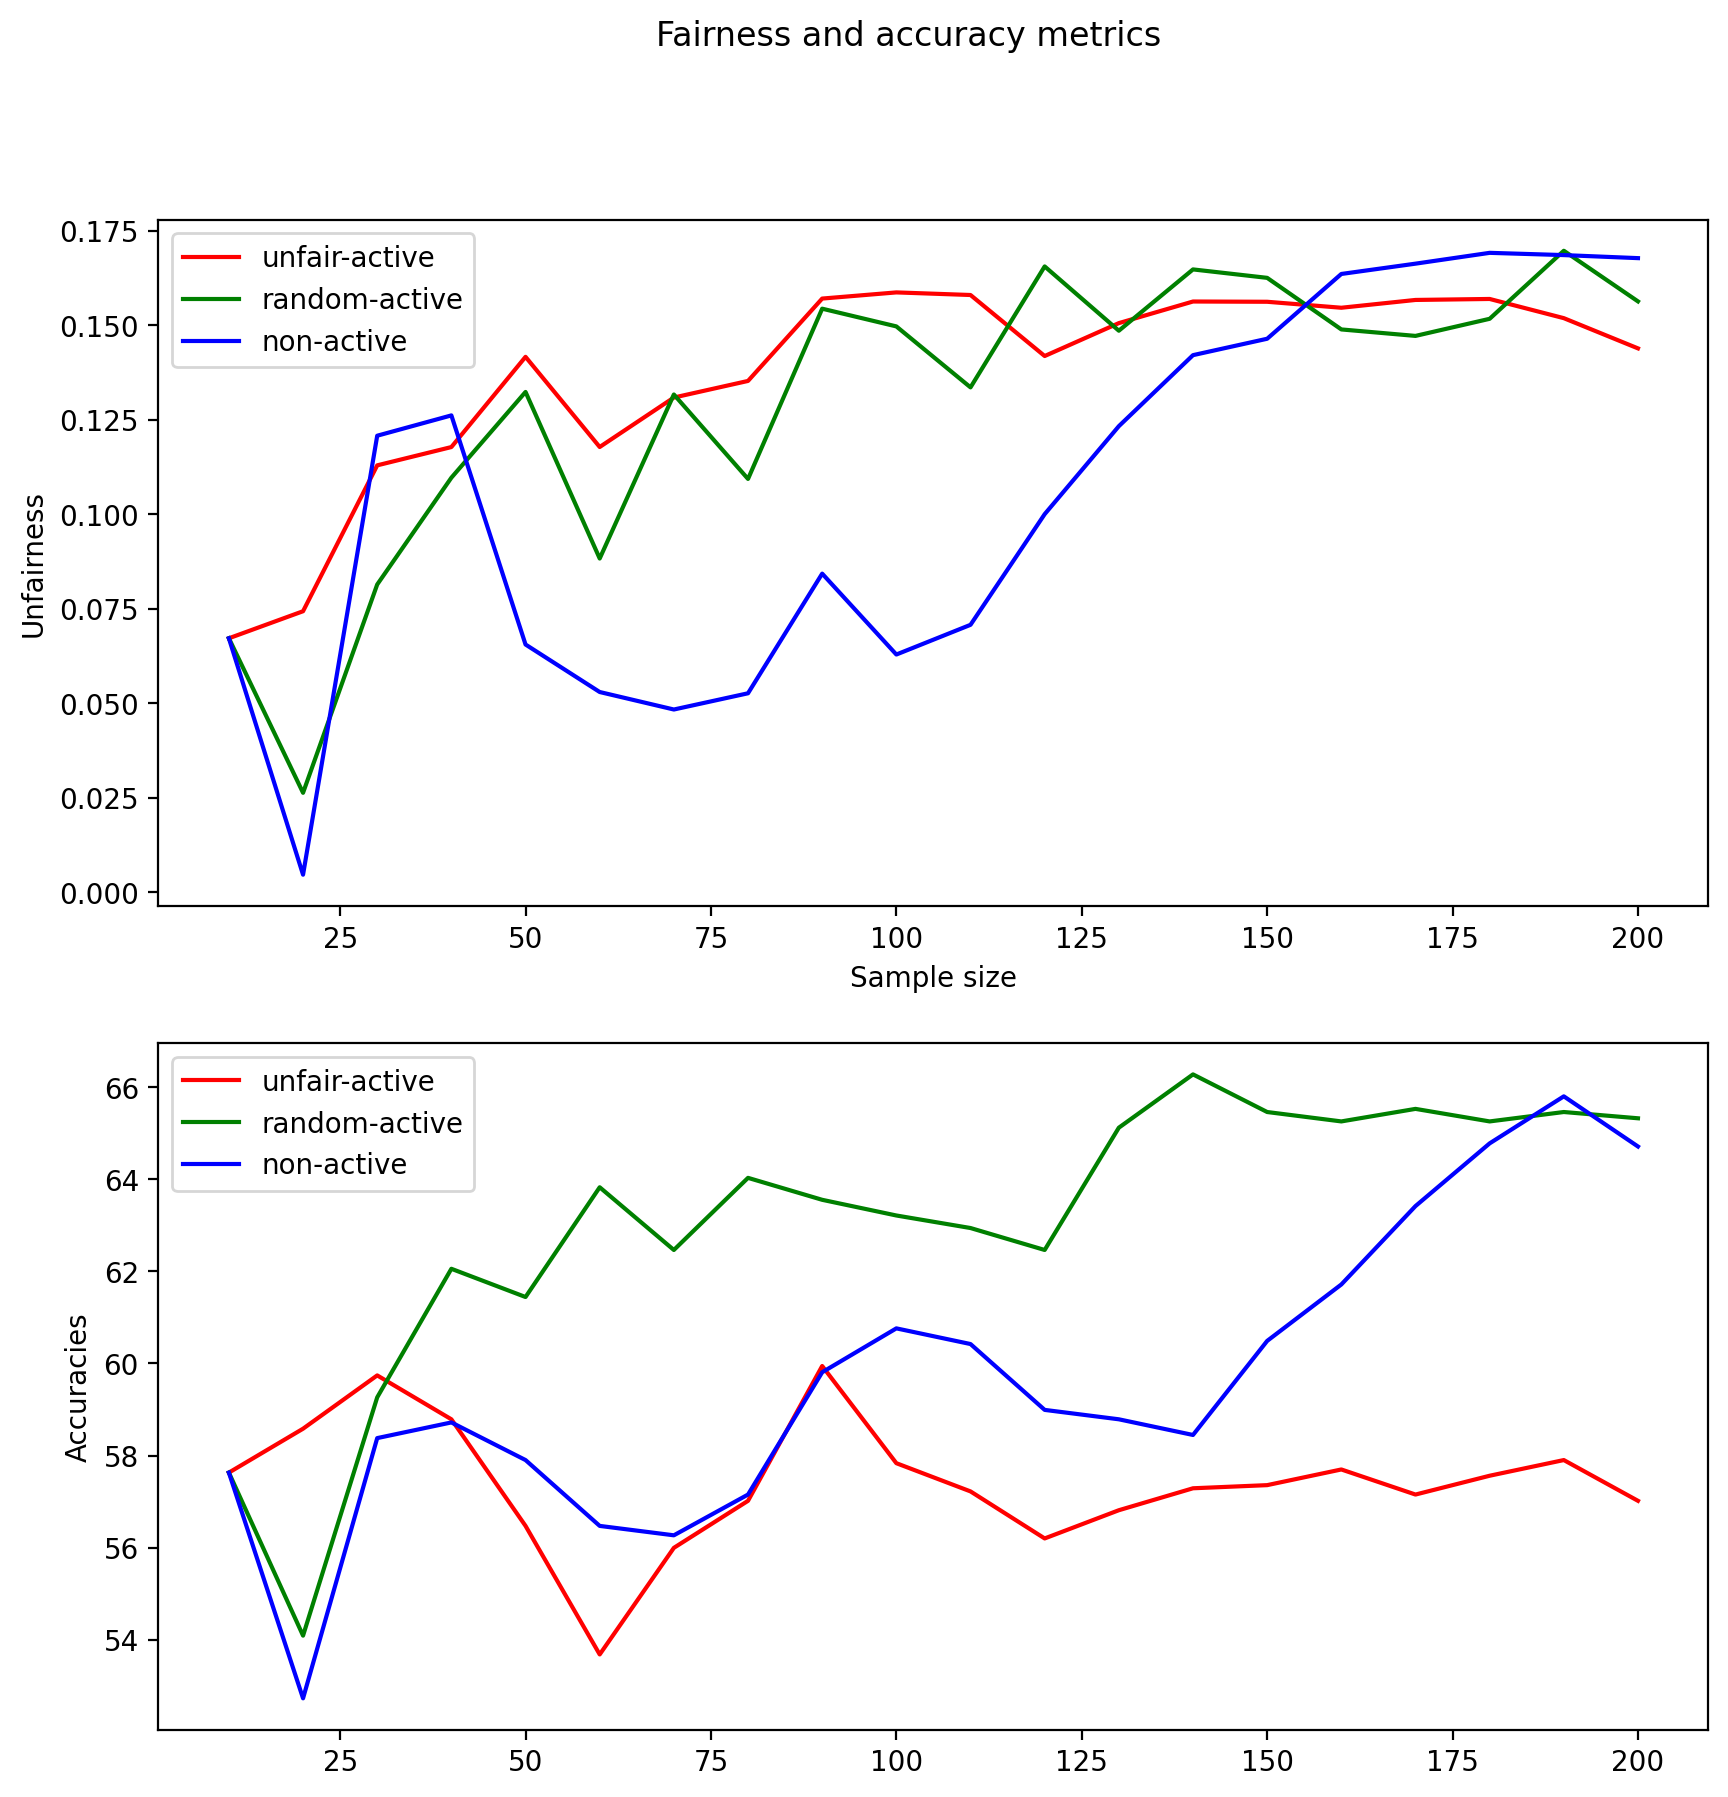 Fairness and accuracy metrics
0.175
0.150
0.125
0.100
0.075
0.050
0.025
0.000
Unfairness
unfair-active
random-active
non-active
25 50 75 100 125 150 175 200
Sample size
66
64
62
60
58
56
54
Accuracies
unfair-active
random-active
non-active
25 50 75 100 125 150 175 200